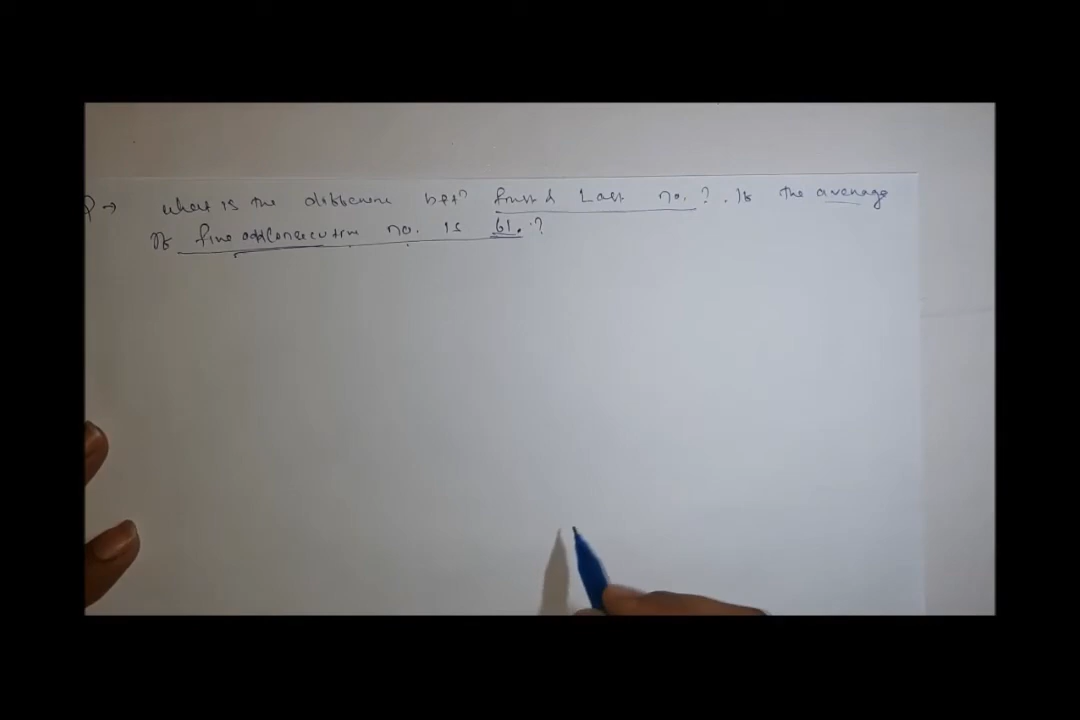 Q → what is the difference betn first & Last no. ? . If the average
of five odd consecutive no. is 61. ?